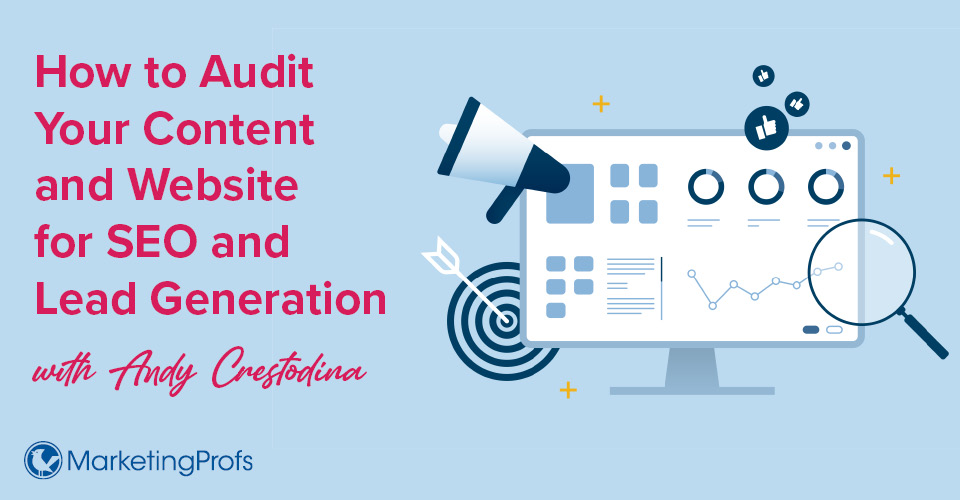 How to Audit
Your Content
and Website
for SEO and
Lead Generation
with Andy Crestodina
MarketingProfs